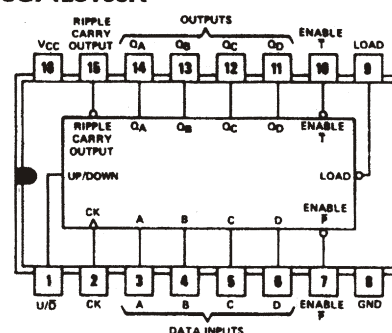 RIPPLE OUTPUTS
CARRY ENABLE
VCC OUTPUT QA QB QC QD T LOAD
16 15 14 13 12 11 10 9
RIPPLE QA QB QC QD ENABLE
CARRY T
OUTPUT
UP/DOWN LOAD
ENABLE
CK A B C D P
1 2 3 4 5 6 7 8
U/D CK A B C D ENABLE GND
P
DATA INPUTS